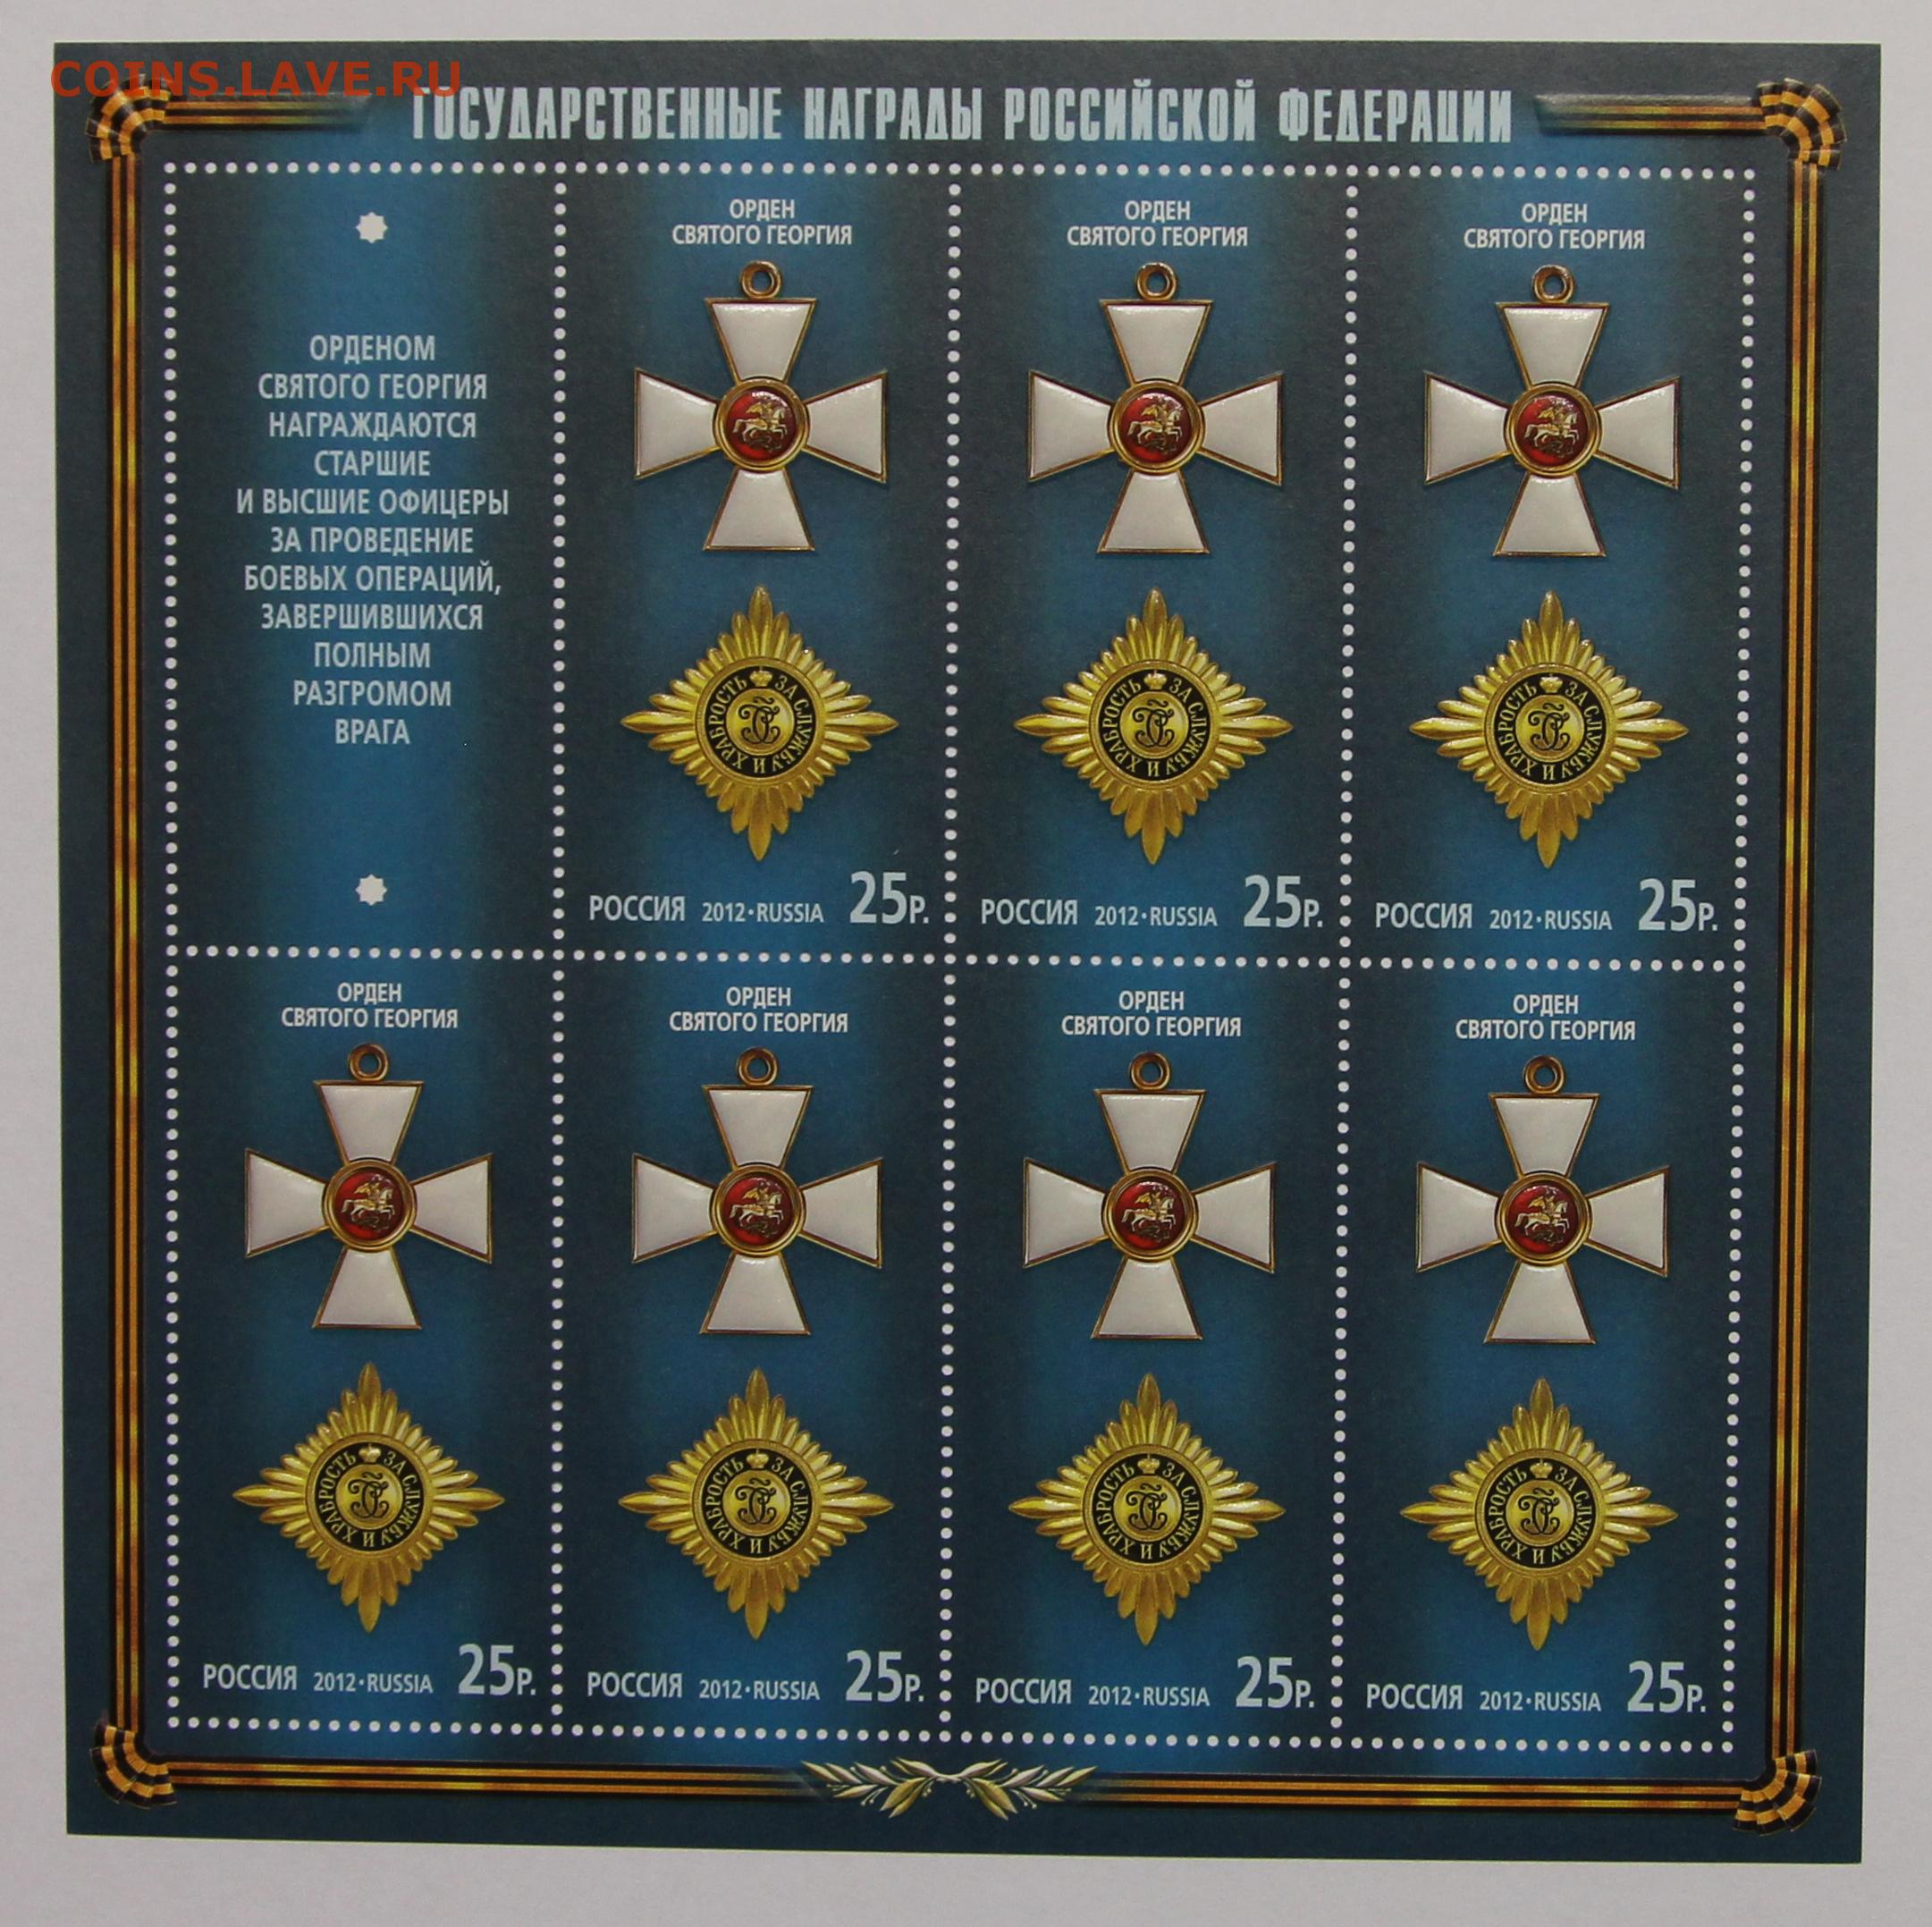 COINS.LAVE.RU
ГОСУДАРСТВЕННЫЕ НАГРАДЫ РОССИЙСКОЙ ФЕДЕРАЦИИ
ОРДЕНОМ
СВЯТОГО ГЕОРГИЯ
НАГРАЖДАЮТСЯ
СТАРШИЕ
И ВЫСШИЕ ОФИЦЕРЫ
ЗА ПРОВЕДЕНИЕ
БОЕВЫХ ОПЕРАЦИЙ,
ЗАВЕРШИВШИХСЯ
ПОЛНЫМ
РАЗГРОМОМ
ВРАГА
ОРДЕН
СВЯТОГО ГЕОРГИЯ
ЗА СЛУЖБУ И ХРАБРОСТЬ
РОССИЯ 2012•RUSSIA 25Р.
ОРДЕН
СВЯТОГО ГЕОРГИЯ
ЗА СЛУЖБУ И ХРАБРОСТЬ
РОССИЯ 2012•RUSSIA 25Р.
ОРДЕН
СВЯТОГО ГЕОРГИЯ
ЗА СЛУЖБУ И ХРАБРОСТЬ
РОССИЯ 2012•RUSSIA 25Р.
ОРДЕН
СВЯТОГО ГЕОРГИЯ
ЗА СЛУЖБУ И ХРАБРОСТЬ
РОССИЯ 2012•RUSSIA 25Р.
ОРДЕН
СВЯТОГО ГЕОРГИЯ
ЗА СЛУЖБУ И ХРАБРОСТЬ
РОССИЯ 2012•RUSSIA 25Р.
ОРДЕН
СВЯТОГО ГЕОРГИЯ
ЗА СЛУЖБУ И ХРАБРОСТЬ
РОССИЯ 2012•RUSSIA 25Р.
ОРДЕН
СВЯТОГО ГЕОРГИЯ
ЗА СЛУЖБУ И ХРАБРОСТЬ
РОССИЯ 2012•RUSSIA 25Р.